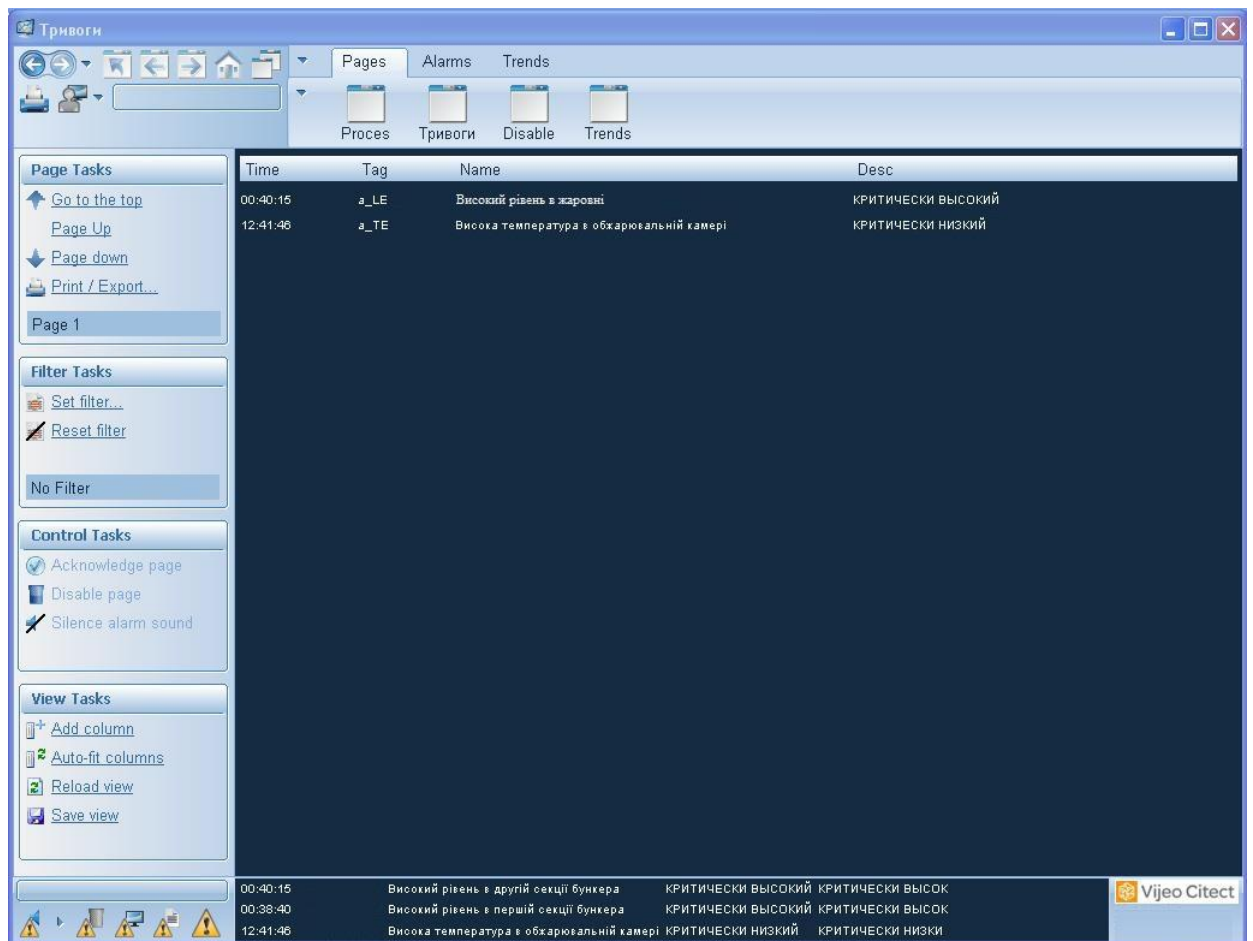 Тривоги
Pages Alarms Trends
Proces Тривоги Disable Trends
Page Tasks
Go to the top
Page Up
Page down
Print / Export...
Page 1
Filter Tasks
Set filter...
Reset filter
No Filter
Control Tasks
Acknowledge page
Disable page
Silence alarm sound
View Tasks
Add column
Auto-fit columns
Reload view
Save view
Time Tag Name Desc
00:40:15 a_LE Високий рівень в жаровні КРИТИЧЕСКИ ВЫСОКИЙ
12:41:46 a_TE Висока температура в обжарювальній камері КРИТИЧЕСКИ НИЗКИЙ
00:40:15 Високий рівень в другій секції бункера КРИТИЧЕСКИ ВЫСОКИЙ КРИТИЧЕСКИ ВЫСОК
00:38:40 Високий рівень в першій секції бункера КРИТИЧЕСКИ ВЫСОКИЙ КРИТИЧЕСКИ ВЫСОК
12:41:46 Висока температура в обжарювальній камері КРИТИЧЕСКИ НИЗКИЙ КРИТИЧЕСКИ НИЗКИ
Vijeo Citect